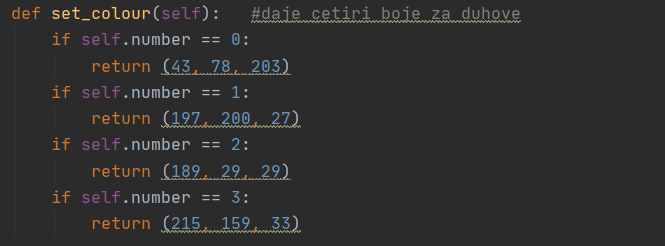 def set_colour(self):   #daje cetiri boje za duhove
    if self.number == 0:
        return (43, 78, 203)
    if self.number == 1:
        return (197, 200, 27)
    if self.number == 2:
        return (189, 29, 29)
    if self.number == 3:
        return (215, 159, 33)